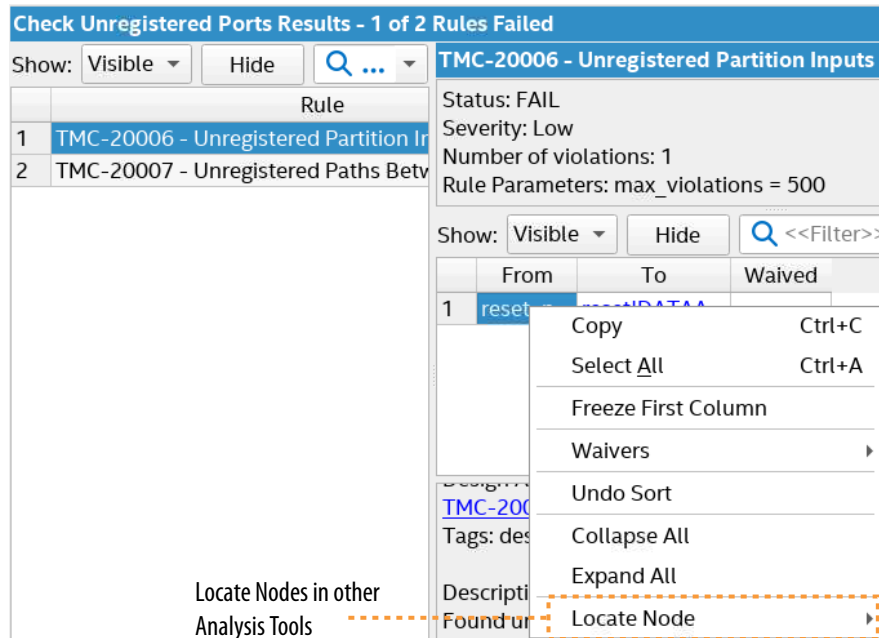 Check Unregistered Ports Results - 1 of 2 Rules Failed
Show: Visible Hide ...
Rule
1 TMC-20006 - Unregistered Partition In
2 TMC-20007 - Unregistered Paths Betw
TMC-20006 - Unregistered Partition Inputs
Status: FAIL
Severity: Low
Number of violations: 1
Rule Parameters: max_violations = 500
Show: Visible Hide <<Filter>>
From To Waived
1 reset_n
Copy Ctrl+C
Select All Ctrl+A
Freeze First Column
Waivers
Undo Sort
Collapse All
Expand All
Locate Node
TMC-200
Tags: des
Descripti
Found un
Locate Nodes in other
Analysis Tools